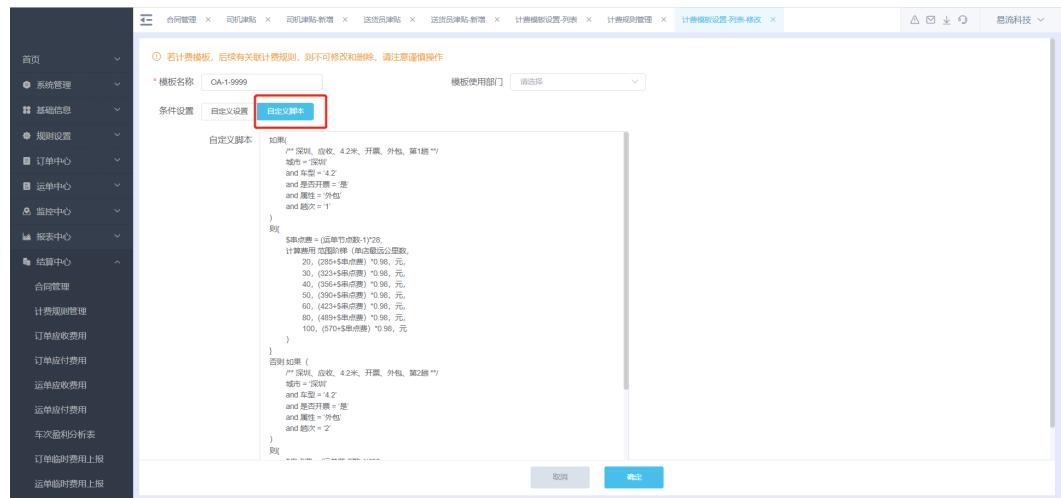 合同管理 × 司机津贴 × 司机津贴-新增 × 送货员津贴 × 送货员津贴-新增 × 计费模板设置-列表 × 计费规则管理 × 计费模板设置-列表-修改 × 易流科技
首页
系统管理
基础信息
规则设置
订单中心
运单中心
监控中心
报表中心
结算中心
合同管理
计费规则管理
订单应收费用
订单应付费用
运单应收费用
运单应付费用
车次盈利分析表
订单临时费用上报
运单临时费用上报
若计费模板，后续有关联计费规则，则不可修改和删除，请注意谨慎操作
* 模板名称 OA-1-9999 模板使用部门 请选择
条件设置 自定义设置 自定义脚本
自定义脚本
如果(
/** 深圳、应收、4.2米、开票、外包、第1趟 **/
城市 = '深圳'
and 车型 = '4.2'
and 是否开票 = '是'
and 属性 = '外包'
and 趟次 = '1'
)
则{
$串点费 = (运单节点数-1)*28;
计算费用 范围阶梯（单店最远公里数,
20,（285+$串点费）*0.98，元，
30,（323+$串点费）*0.98，元，
40,（356+$串点费）*0.98，元，
50,（390+$串点费）*0.98，元，
60,（423+$串点费）*0.98，元，
80,（489+$串点费）*0.98，元，
100,（570+$串点费）*0.98，元
)
}
否则 如果（
/** 深圳、应收、4.2米、开票、外包、第2趟 **/
城市 = '深圳'
and 车型 = '4.2'
and 是否开票 = '是'
and 属性 = '外包'
and 趟次 = '2'
)
则{
取消 确定